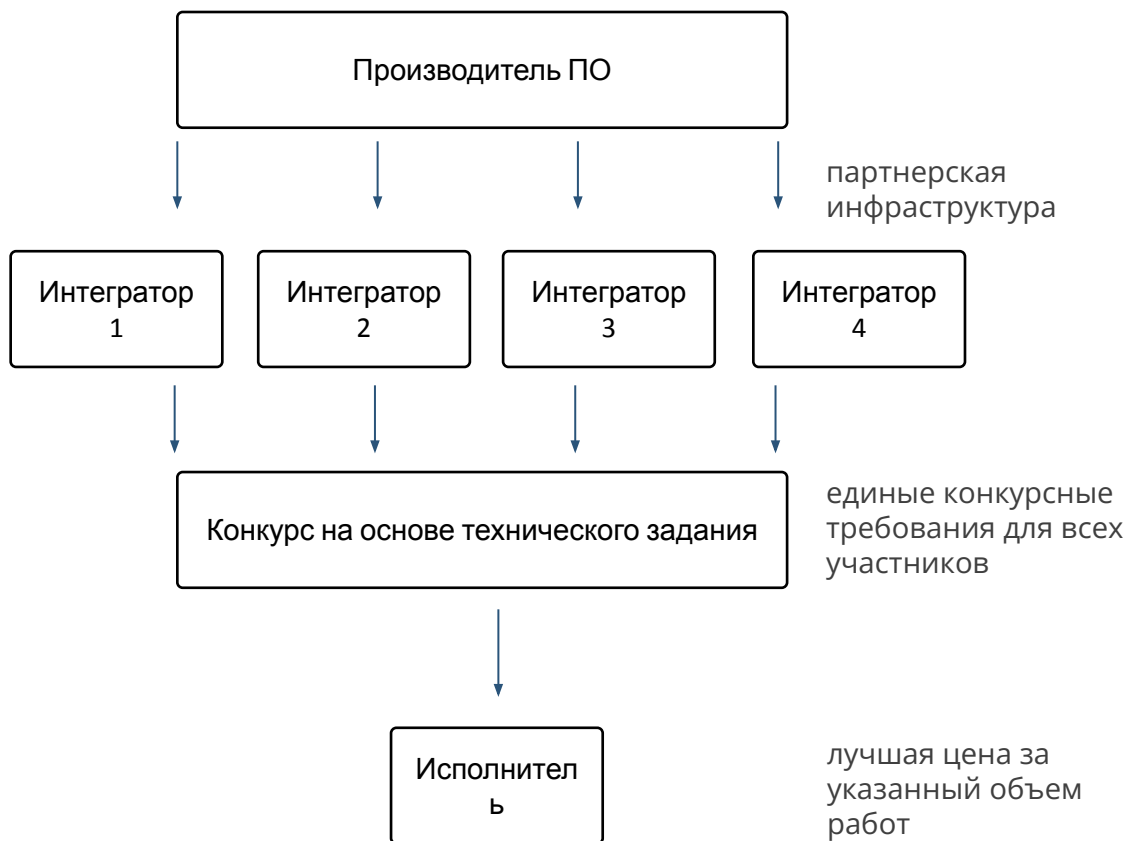 Производитель ПО
партнерская
инфраструктура
Интегратор
1
Интегратор
2
Интегратор
3
Интегратор
4
Конкурс на основе технического задания
единые конкурсные
требования для всех
участников
Исполнител
ь
лучшая цена за
указанный объем
работ